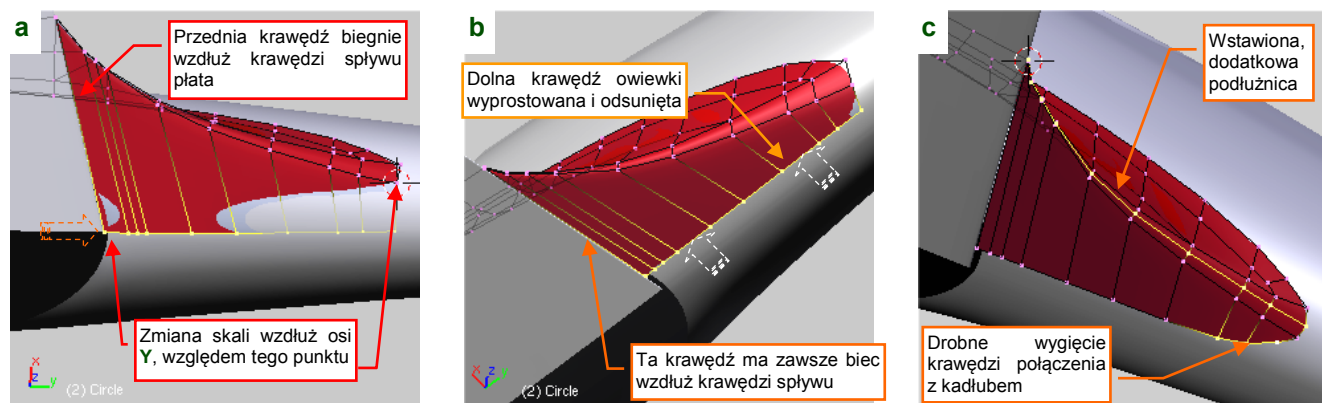 a
Przednia krawędź biegnie
wzdłuż krawędzi spływu
płata
Zmiana skali wzdłuż osi
Y, względem tego punktu
x
z
y
(2) Circle
b
Dolna krawędź owiewki
wyprostowana i odsunięta
Ta krawędź ma zawsze biec
wzdłuż krawędzi spływu
x
z
y
(2) Circle
c
Wstawiona,
dodatkowa
podłużnica
Drobne wygięcie
krawędzi połączenia
z kadłubem